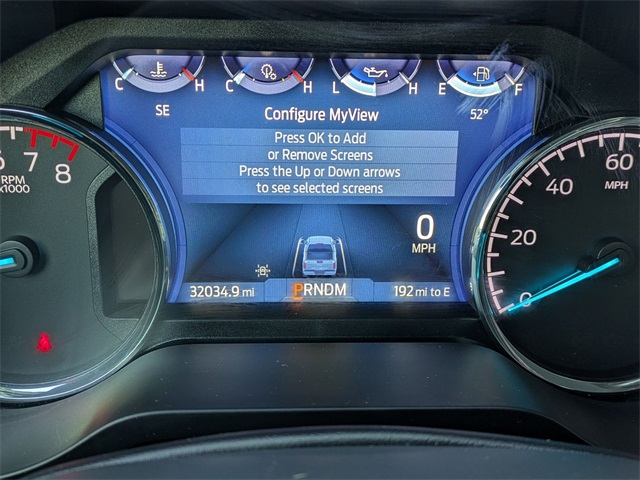 C H C H L H E F
SE
52°
Configure MyView
Press OK to Add
or Remove Screens
Press the Up or Down arrows
to see selected screens
0
MPH
32034.9 mi
PRNDM
192 mi to E
6 7 8
RPM
x1000
0 20 40 60
MPH